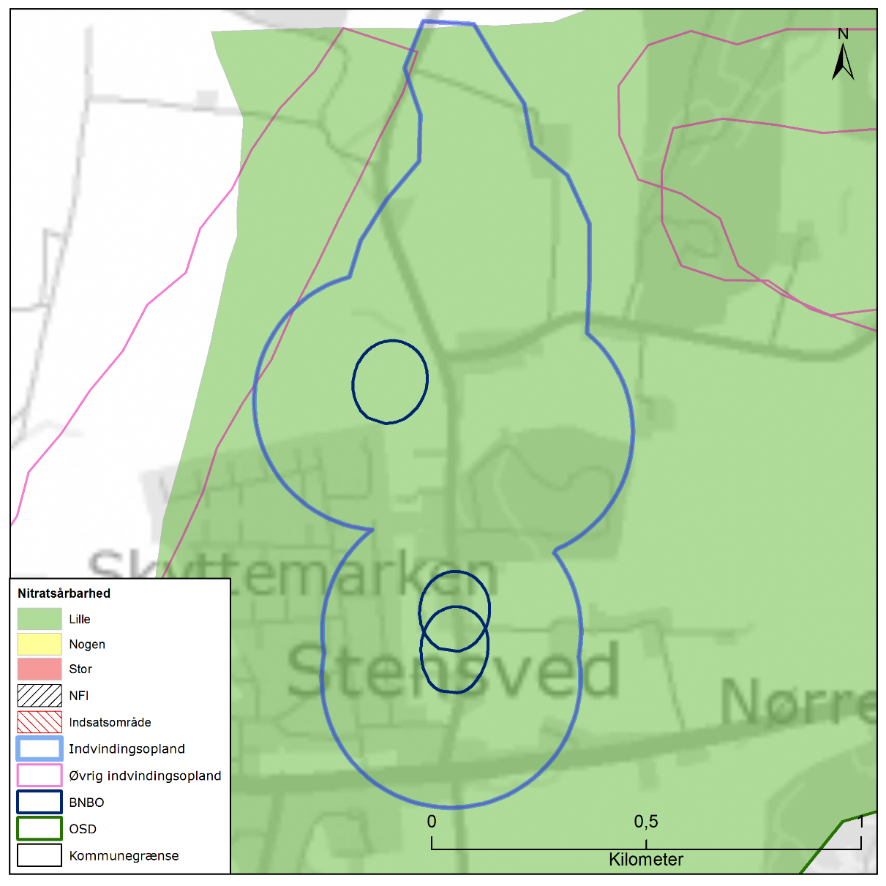 N
Skyttemarken
Stensved
Nørre
Nitratsårbarhed
Lille
Nogen
Stor
NFI
Indsatsområde
Indvindingsopland
Øvrig indvindingsopland
BNBO
OSD
Kommunegrænse
0 0,5 1
Kilometer